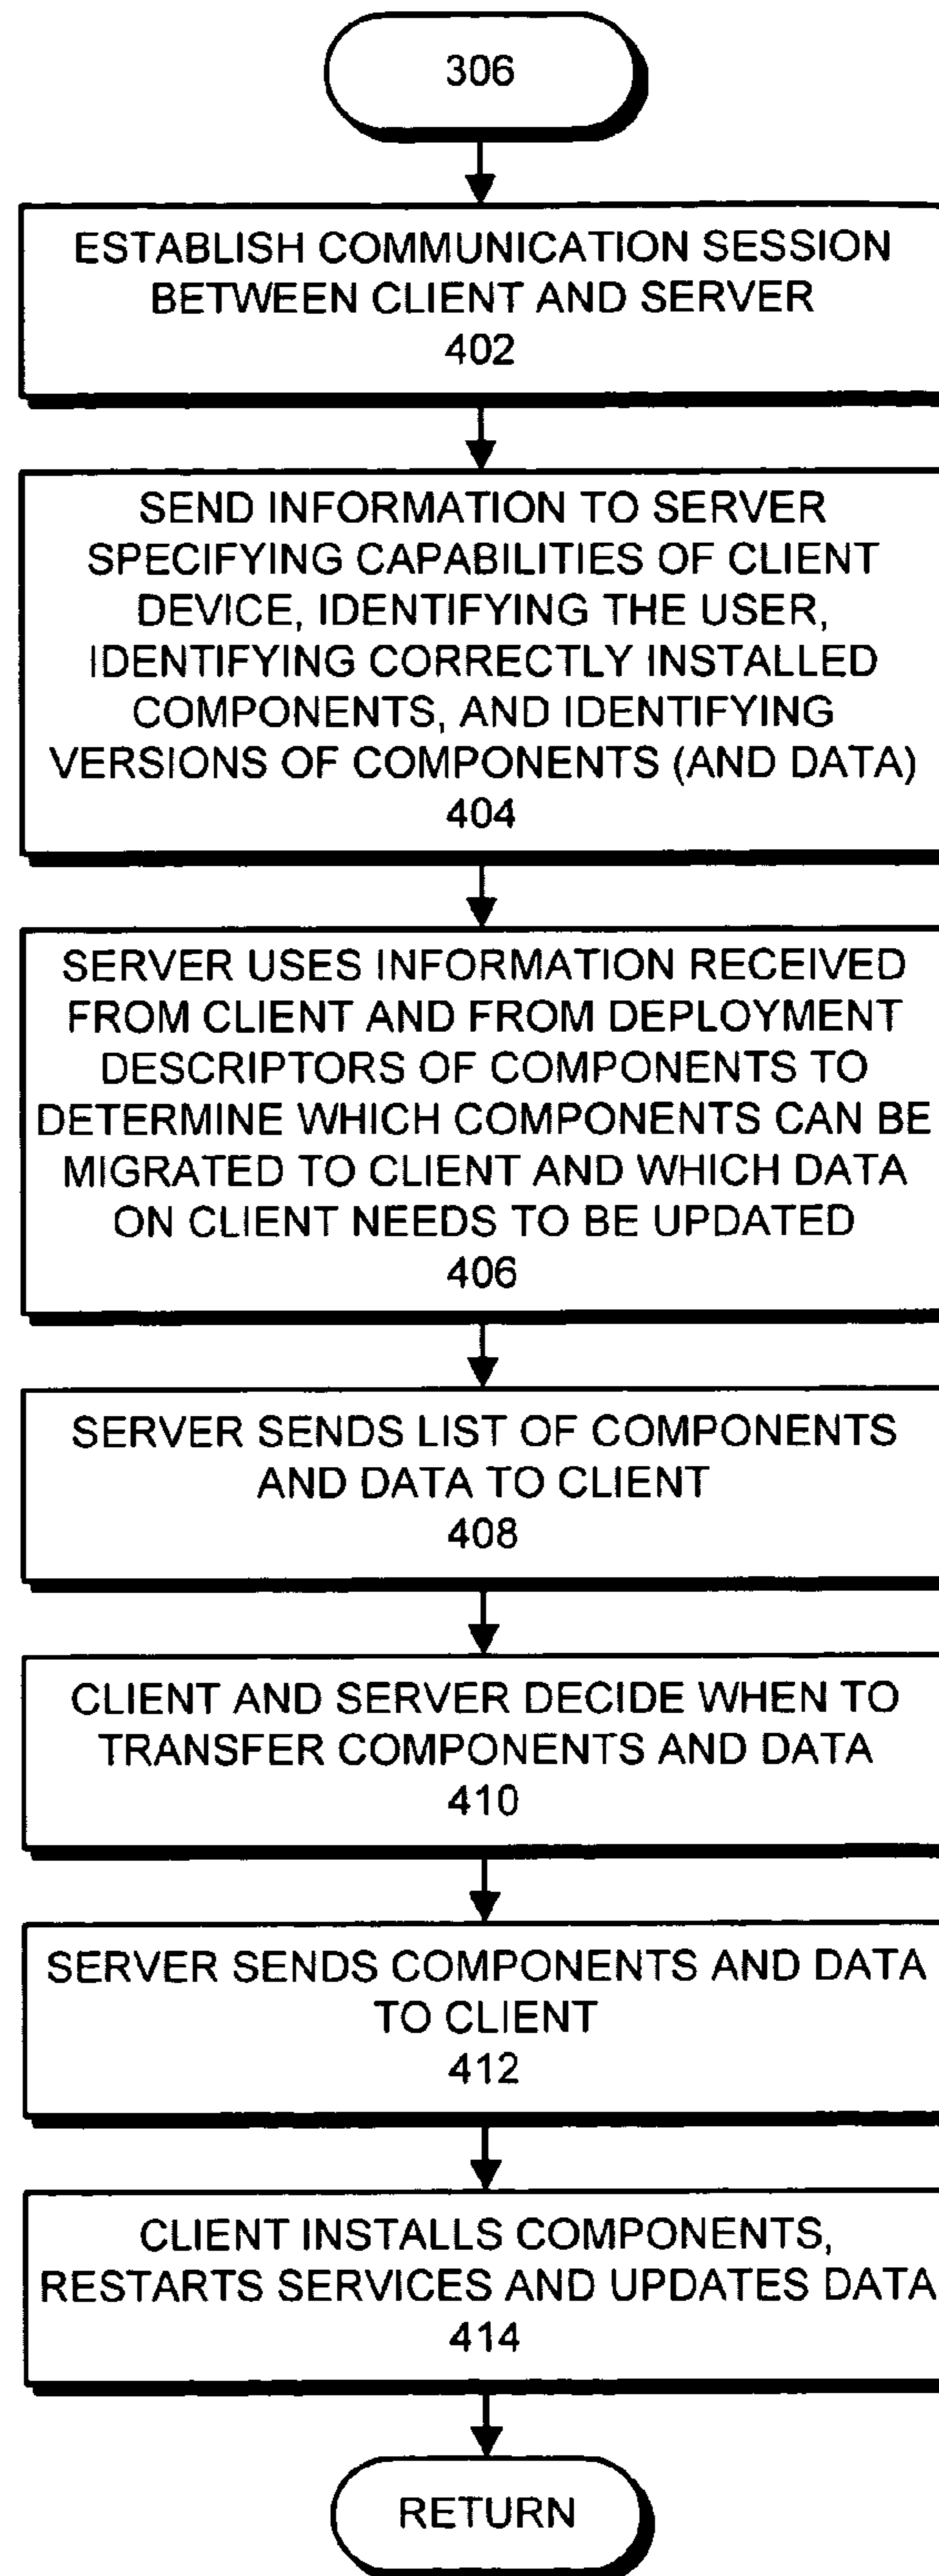 306
ESTABLISH COMMUNICATION SESSION
BETWEEN CLIENT AND SERVER
402
SEND INFORMATION TO SERVER
SPECIFYING CAPABILITIES OF CLIENT
DEVICE, IDENTIFYING THE USER,
IDENTIFYING CORRECTLY INSTALLED
COMPONENTS, AND IDENTIFYING
VERSIONS OF COMPONENTS (AND DATA)
404
SERVER USES INFORMATION RECEIVED
FROM CLIENT AND FROM DEPLOYMENT
DESCRIPTORS OF COMPONENTS TO
DETERMINE WHICH COMPONENTS CAN BE
MIGRATED TO CLIENT AND WHICH DATA
ON CLIENT NEEDS TO BE UPDATED
406
SERVER SENDS LIST OF COMPONENTS
AND DATA TO CLIENT
408
CLIENT AND SERVER DECIDE WHEN TO
TRANSFER COMPONENTS AND DATA
410
SERVER SENDS COMPONENTS AND DATA
TO CLIENT
412
CLIENT INSTALLS COMPONENTS,
RESTARTS SERVICES AND UPDATES DATA
414
RETURN